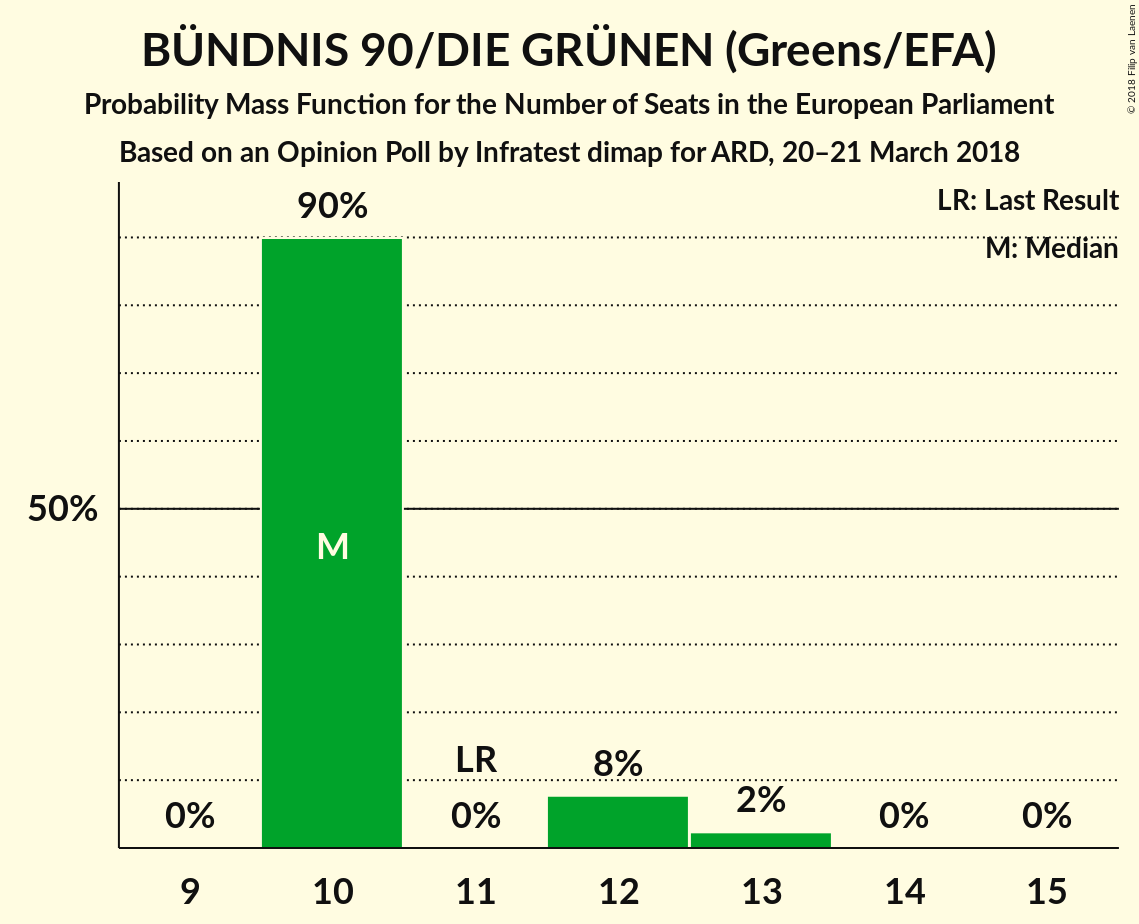 BÜNDNIS 90/DIE GRÜNEN (Greens/EFA)
Probability Mass Function for the Number of Seats in the European Parliament
Based on an Opinion Poll by Infratest dimap for ARD, 20–21 March 2018
© 2018 Filip van Laenen
LR: Last Result
M: Median
90%
50%
M
LR
0%
0%
8%
2%
0%
0%
9 10 11 12 13 14 15